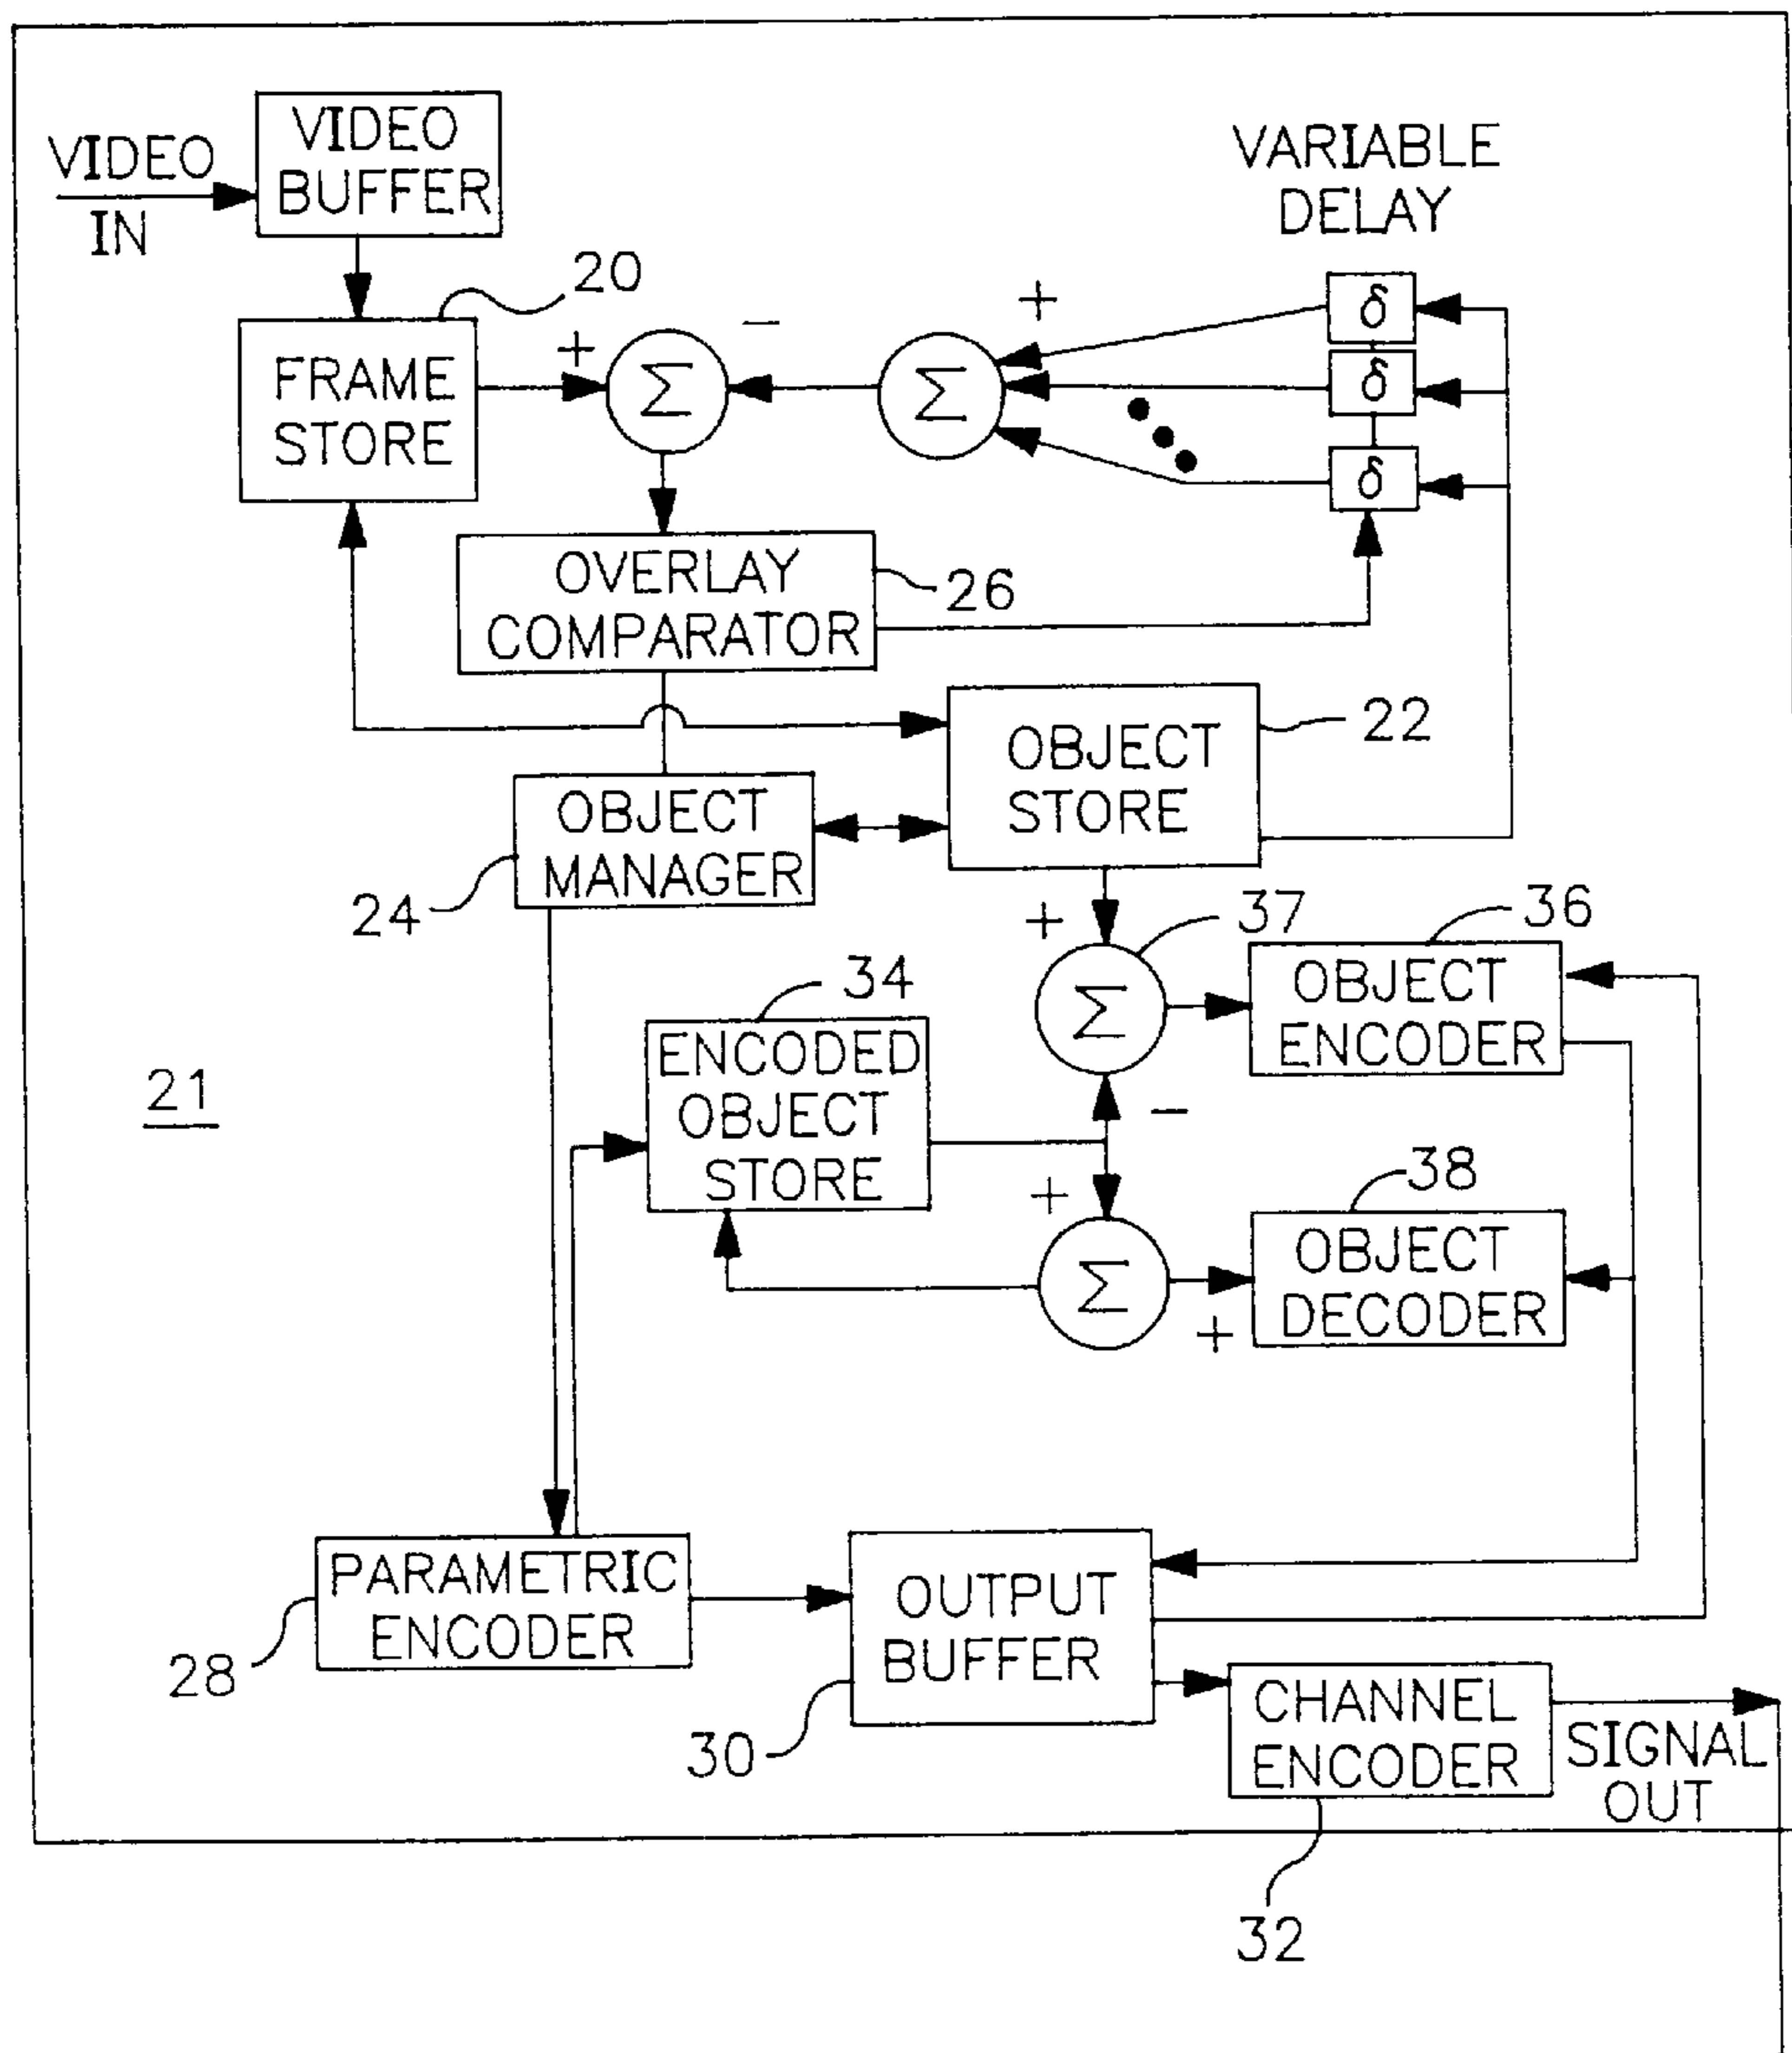 VIDEO
IN
VIDEO
BUFFER
VARIABLE
DELAY
20
FRAME
STORE
+
Σ
−
Σ
+
δ
δ
δ
OVERLAY
COMPARATOR
26
OBJECT
STORE
22
OBJECT
MANAGER
24
+
Σ
37
−
OBJECT
ENCODER
36
ENCODED
OBJECT
STORE
34
21
+
Σ
+
OBJECT
DECODER
38
PARAMETRIC
ENCODER
28
OUTPUT
BUFFER
30
CHANNEL
ENCODER
32
SIGNAL
OUT